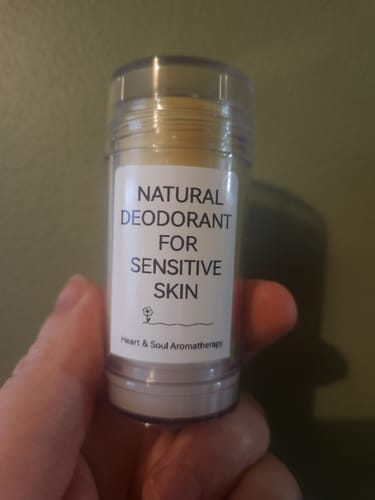 NATURAL
DEODORANT
FOR
SENSITIVE
SKIN
Heart & Soul Aromatherapy